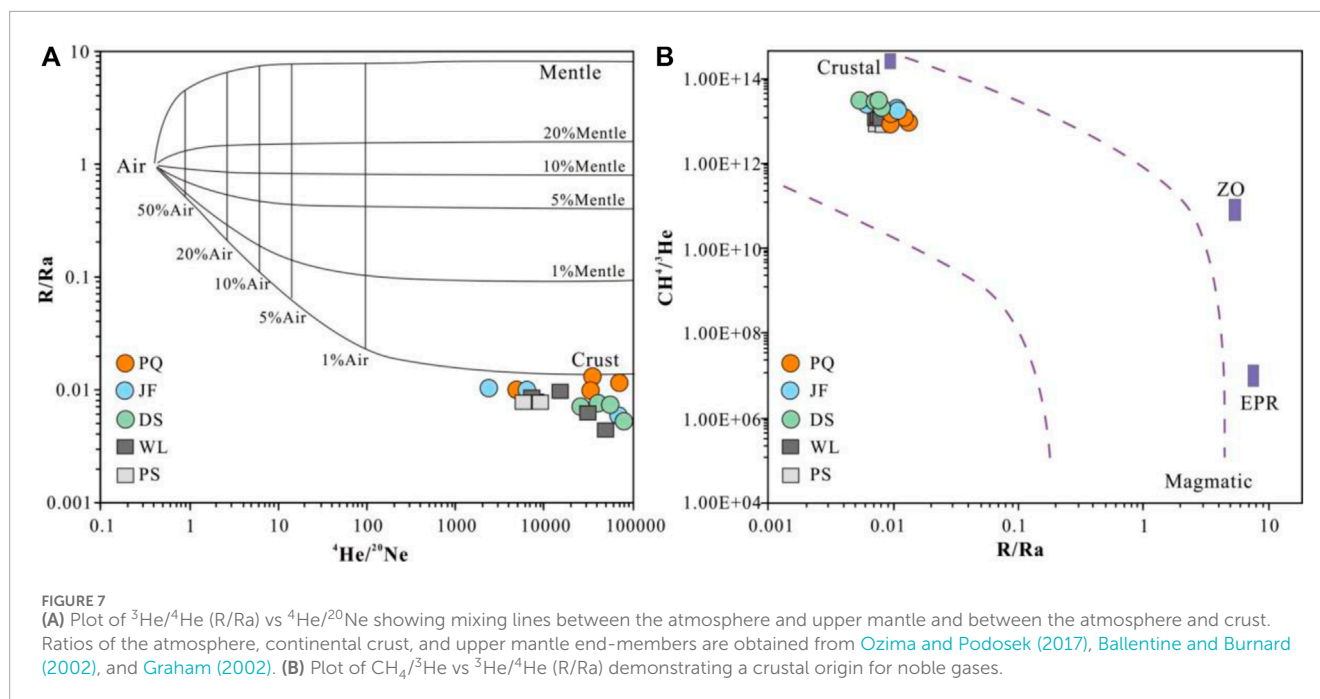 A
10
1
0.1
0.01
0.001
R/Ra
Mentle
20%Mentle
10%Mentle
5%Mentle
1%Mentle
Air
50%Air
20%Air
10%Air
5%Air
1%Air
Crust
PQ
JF
DS
WL
PS
0.1
1
10
100
1000
10000
100000
⁴He/²⁰Ne
B
1.00E+14
1.00E+12
1.00E+10
1.00E+08
1.00E+06
1.00E+04
CH⁴/³He
Crustal
ZO
EPR
Magmatic
PQ
JF
DS
WL
PS
0.001
0.01
0.1
1
10
R/Ra
FIGURE 7
(A) Plot of ³He/⁴He (R/Ra) vs ⁴He/²⁰Ne showing mixing lines between the atmosphere and upper mantle and between the atmosphere and crust.
Ratios of the atmosphere, continental crust, and upper mantle end-members are obtained from Ozima and Podosek (2017), Ballentine and Burnard
(2002), and Graham (2002). (B) Plot of CH₄/³He vs ³He/⁴He (R/Ra) demonstrating a crustal origin for noble gases.